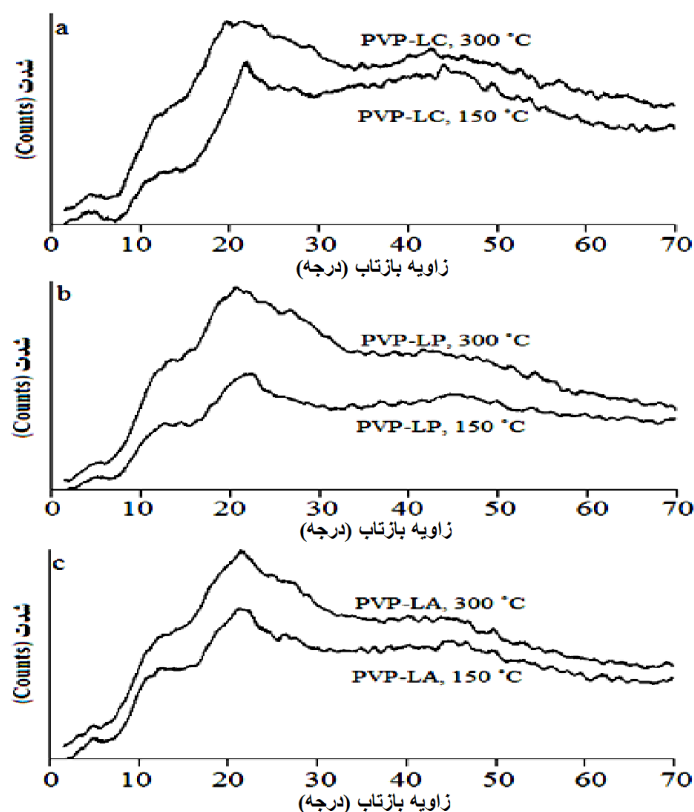 a
PVP-LC, 300 °C
PVP-LC, 150 °C
شدت (Counts)
0 10 20 30 40 50 60 70
زاویه بازتاب (درجه)
b
PVP-LP, 300 °C
PVP-LP, 150 °C
شدت (Counts)
0 10 20 30 40 50 60 70
زاویه بازتاب (درجه)
c
PVP-LA, 300 °C
PVP-LA, 150 °C
شدت (Counts)
0 10 20 30 40 50 60 70
زاویه بازتاب (درجه)